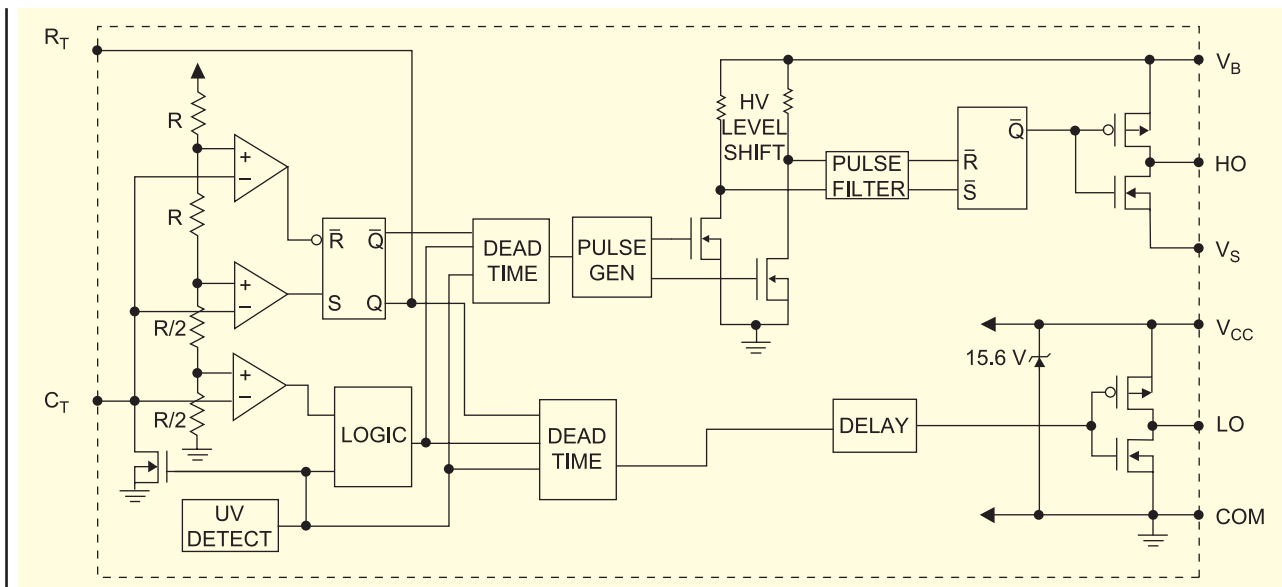 R_T
R
R
R/2
R/2
C_T
+
−
+
−
+
−
R̅ Q̅
S Q
LOGIC
UV
DETECT
DEAD
TIME
PULSE
GEN
DEAD
TIME
HV
LEVEL
SHIFT
PULSE
FILTER
Q̅
R̅
S̅
DELAY
15.6 V
V_B
HO
V_S
V_CC
LO
COM